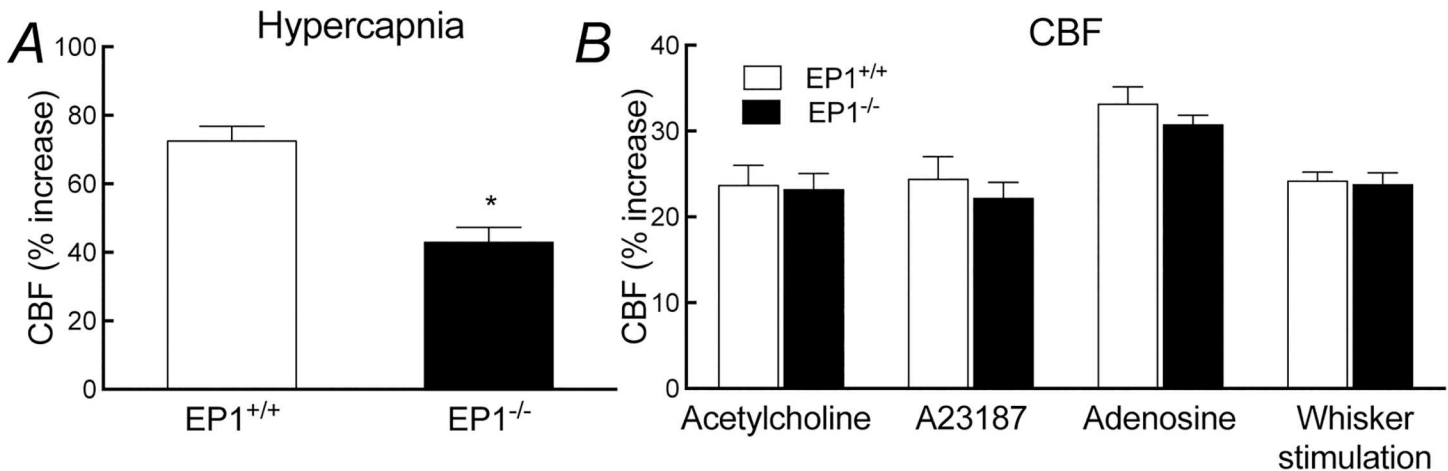 A
Hypercapnia
CBF (% increase)
100
80
60
40
20
0
*
EP1+/+
EP1-/-
B
CBF
CBF (% increase)
40
30
20
10
0
EP1+/+
EP1-/-
Acetylcholine
A23187
Adenosine
Whisker
stimulation